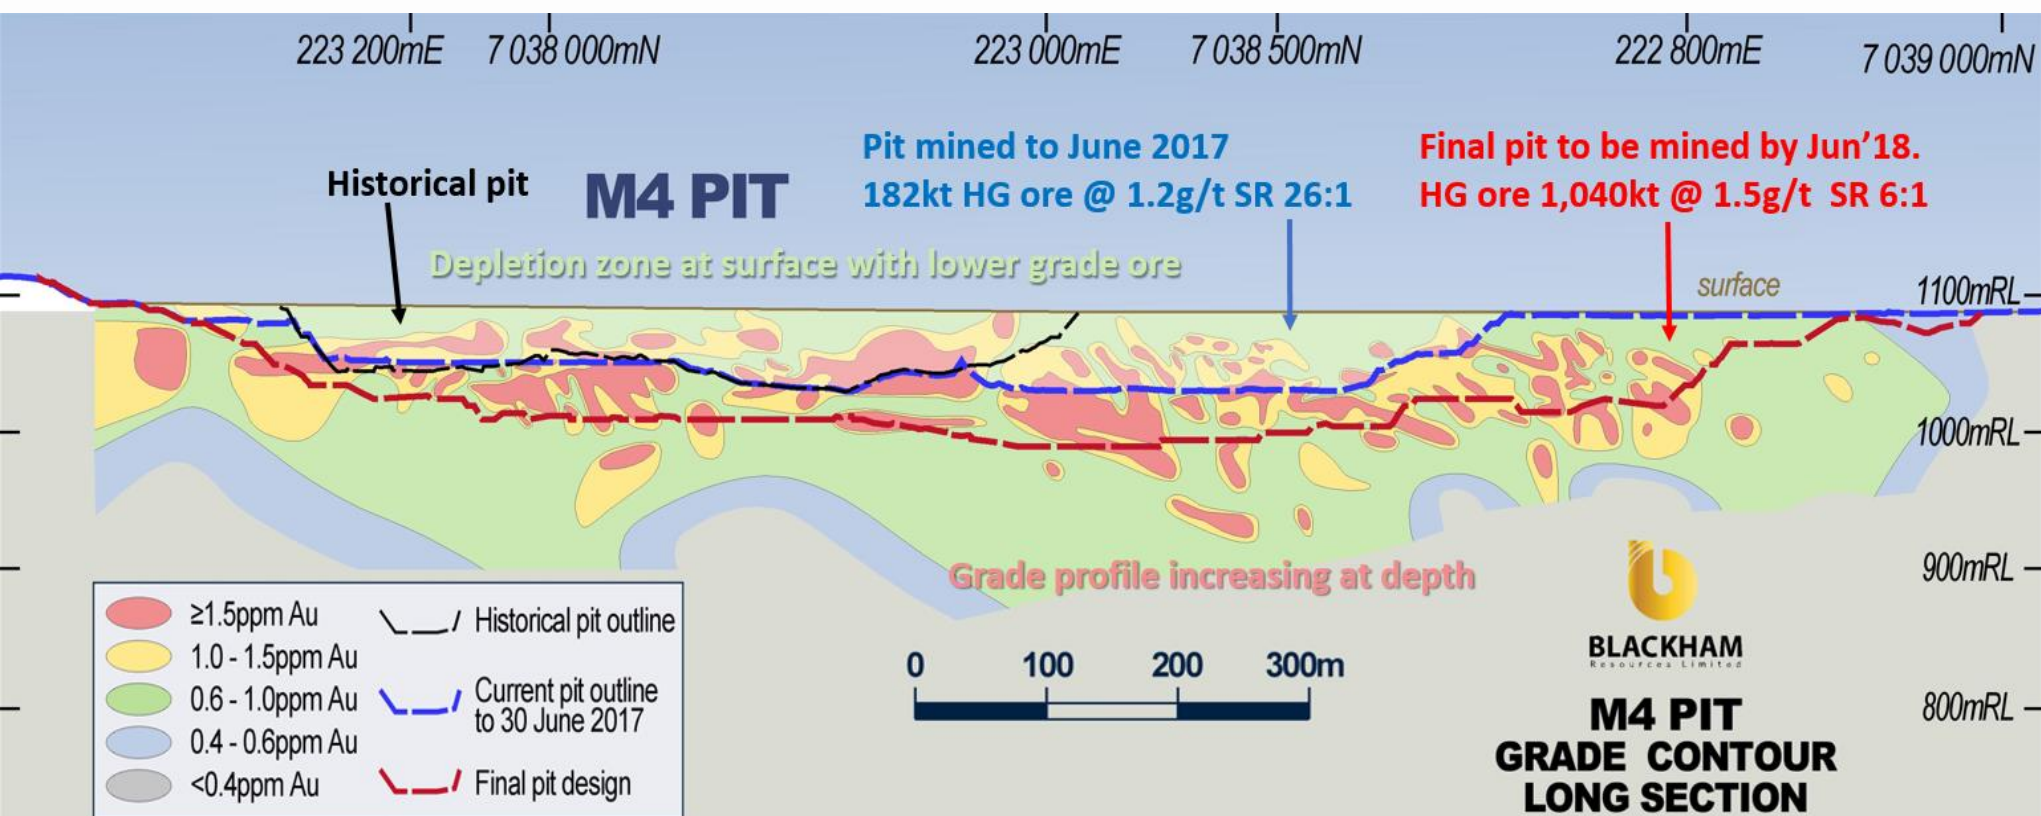 223 200mE
7 038 000mN
223 000mE
7 038 500mN
222 800mE
7 039 000mN
Historical pit
M4 PIT
Pit mined to June 2017
182kt HG ore @ 1.2g/t SR 26:1
Final pit to be mined by Jun’18.
HG ore 1,040kt @ 1.5g/t  SR 6:1
Depletion zone at surface with lower grade ore
surface
1100mRL
1000mRL
900mRL
800mRL
Grade profile increasing at depth
≥1.5ppm Au
1.0 - 1.5ppm Au
0.6 - 1.0ppm Au
0.4 - 0.6ppm Au
<0.4ppm Au
Historical pit outline
Current pit outline
to 30 June 2017
Final pit design
0 100 200 300m
BLACKHAM
Resources Limited
M4 PIT
GRADE CONTOUR
LONG SECTION